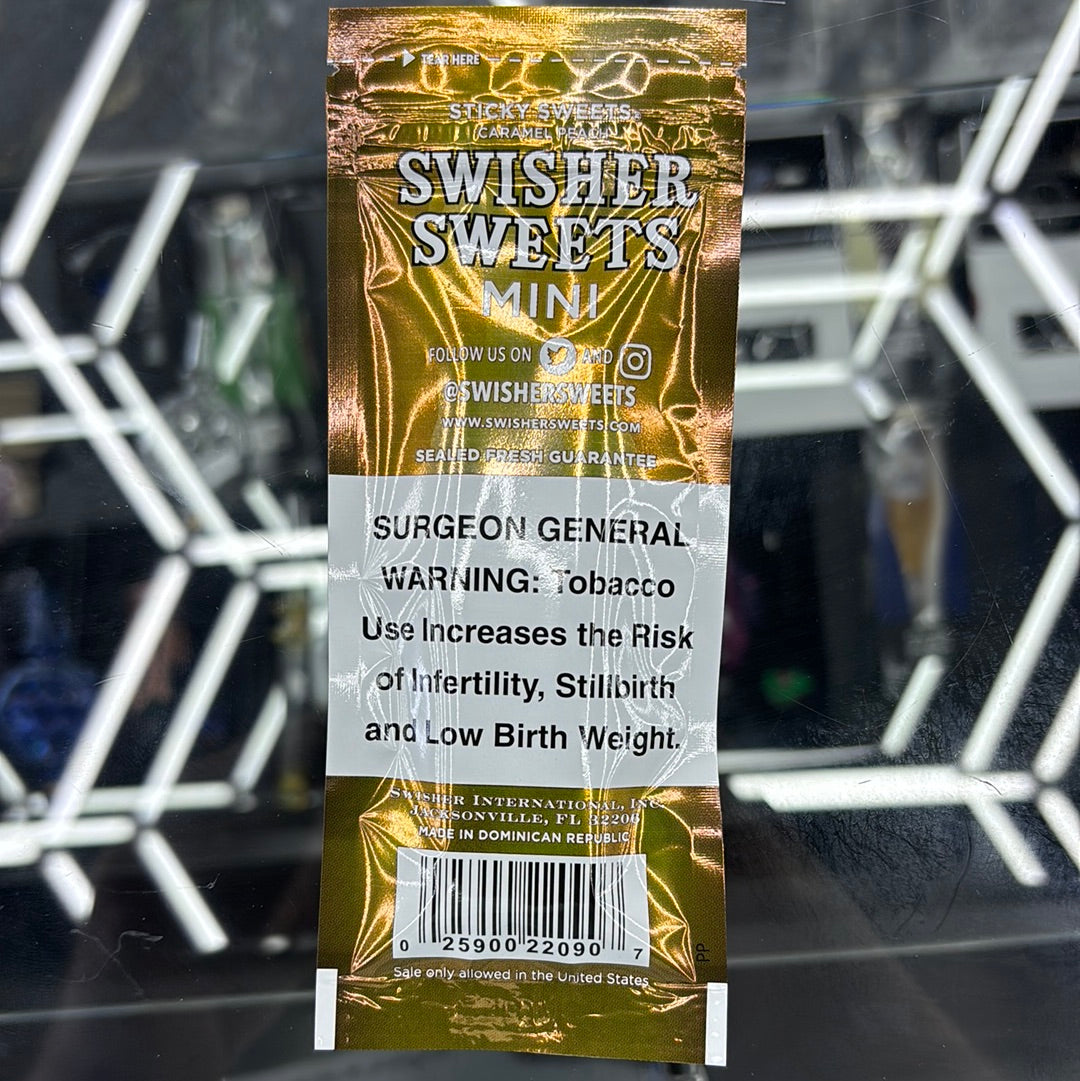 TEAR HERE
STICKY SWEETS
CARAMEL PEACH
SWISHER
SWEETS
MINI
FOLLOW US ON AND
@SWISHERSWEETS
WWW.SWISHERSWEETS.COM
SEALED FRESH GUARANTEE
SURGEON GENERAL
WARNING: Tobacco
Use Increases the Risk
of Infertility, Stillbirth
and Low Birth Weight.
SWISHER INTERNATIONAL, INC
JACKSONVILLE, FL 32206
MADE IN DOMINICAN REPUBLIC
0 25900 22090 7
PP
Sale only allowed in the United States